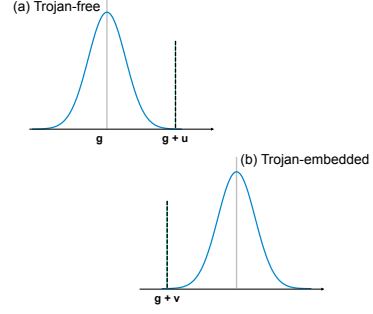 (a) Trojan-free
g
g + u
(b) Trojan-embedded
g + v